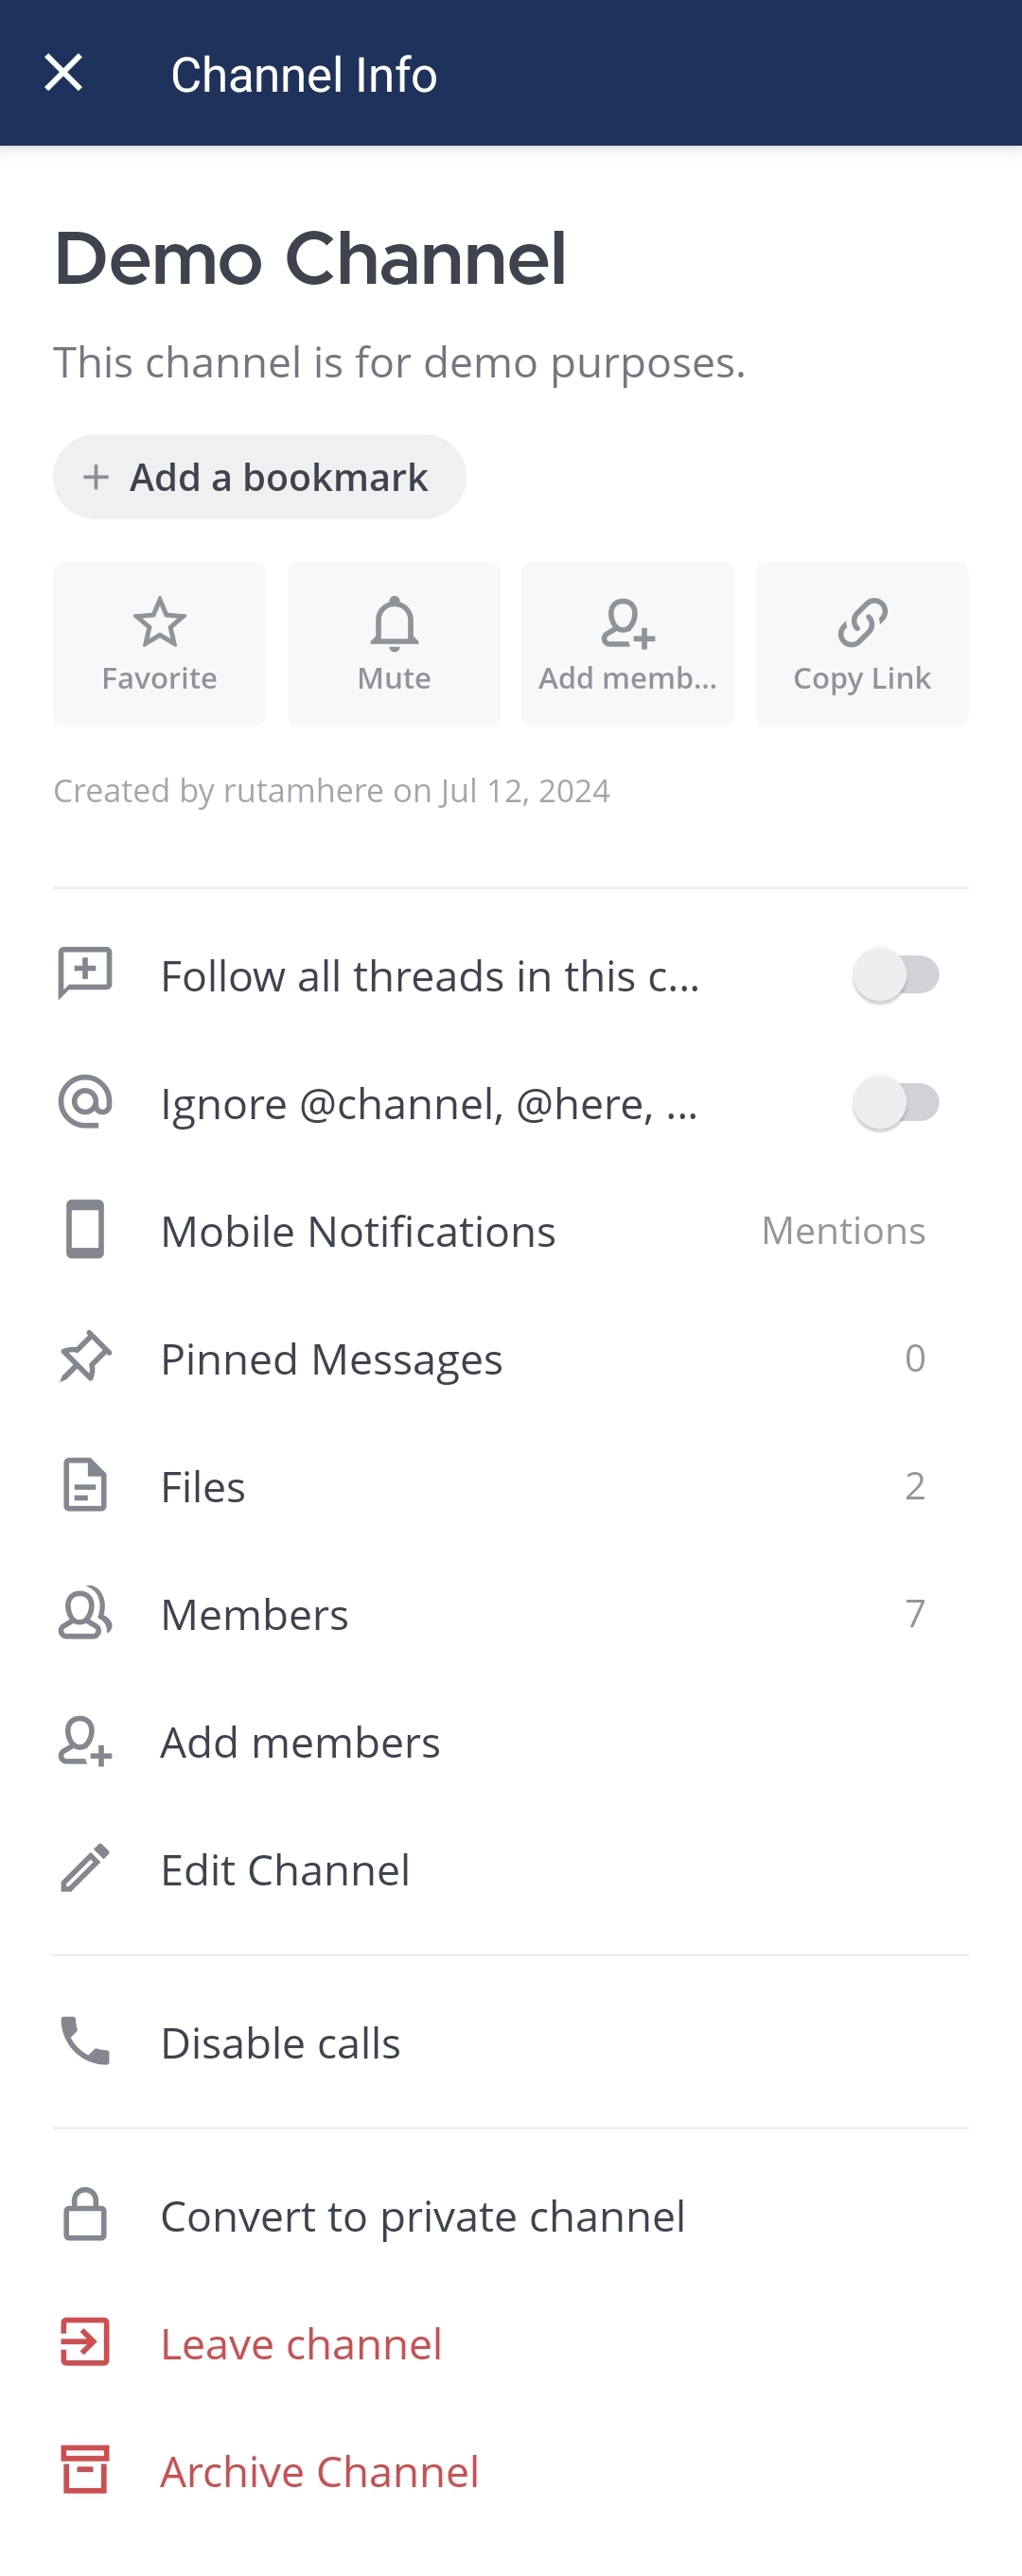 Channel Info
Demo Channel
This channel is for demo purposes.
+ Add a bookmark
Favorite
Mute
Add memb...
Copy Link
Created by rutamhere on Jul 12, 2024
Follow all threads in this c...
Ignore @channel, @here, ...
Mobile Notifications Mentions
Pinned Messages 0
Files 2
Members 7
Add members
Edit Channel
Disable calls
Convert to private channel
Leave channel
Archive Channel